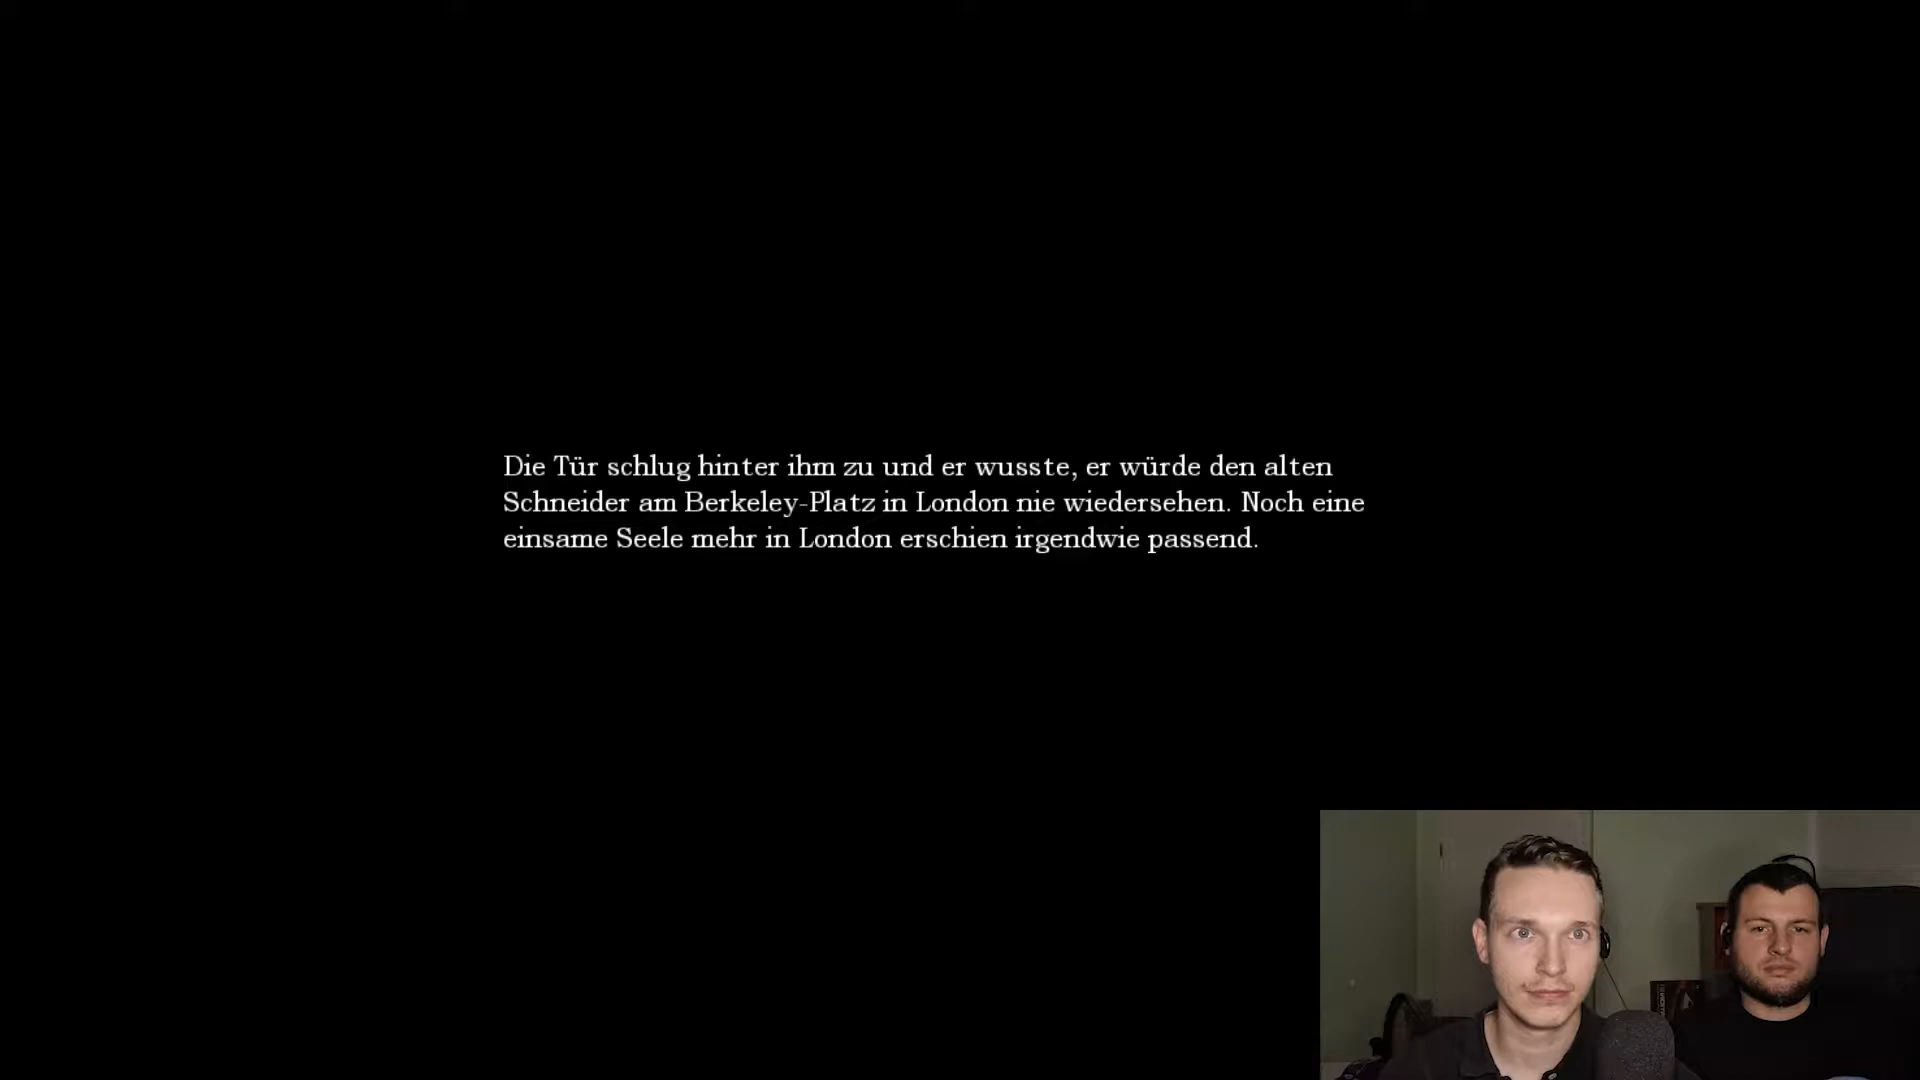 Die Tür schlug hinter ihm zu und er wusste, er würde den alten
Schneider am Berkeley-Platz in London nie wiedersehen. Noch eine
einsame Seele mehr in London erschien irgendwie passend.